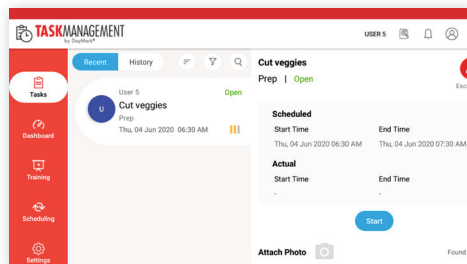 TASKMANAGEMENT
by DayMark®
USER 5
Tasks
Dashboard
Training
Scheduling
Settings
Recent
History
User 5
Open
U
Cut veggies
Prep
Thu, 04 Jun 2020 06:30 AM
Cut veggies
Prep | Open
Scheduled
Start Time
End Time
Thu, 04 Jun 2020 06:30 AM
Thu, 04 Jun 2020 07:30 AM
Actual
Start Time
End Time
-
-
Start
Attach Photo
Found